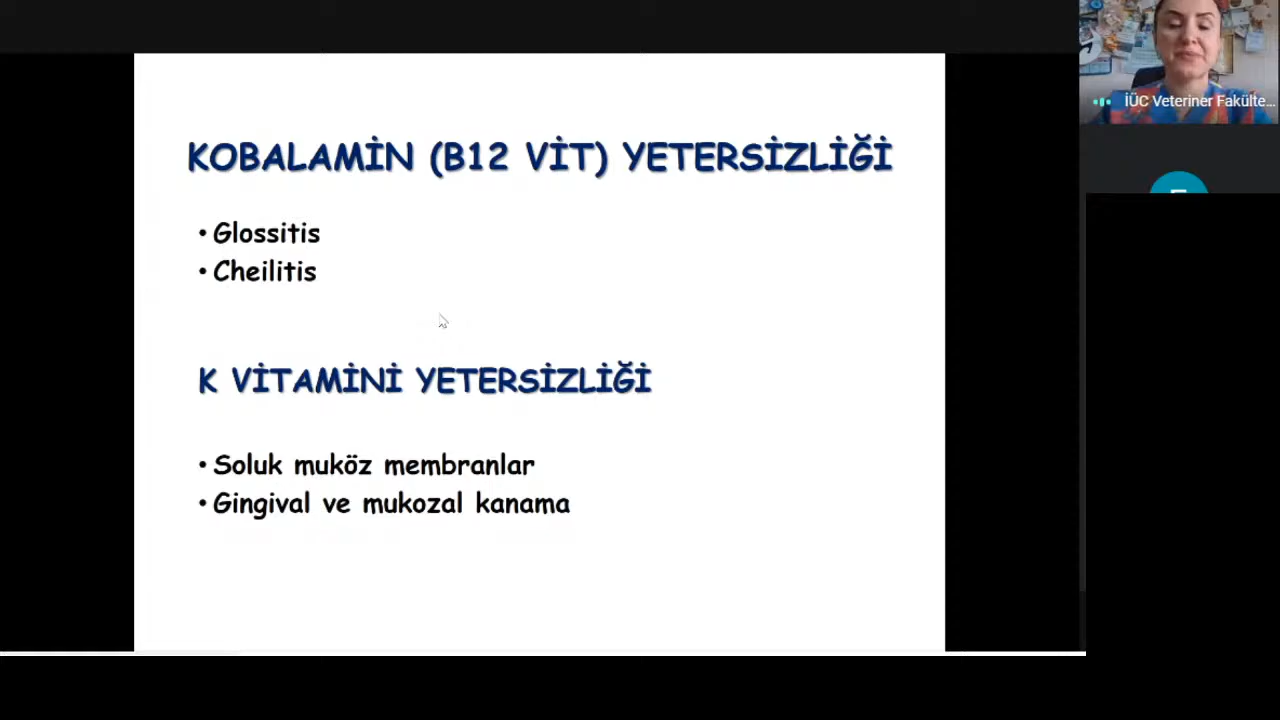 KOBALAMİN (B12 VİT) YETERSİZLİĞİ
• Glossitis
• Cheilitis
K VİTAMİNİ YETERSİZLİĞİ
• Soluk muköz membranlar
• Gingival ve mukozal kanama
İÜC Veteriner Fakülte...